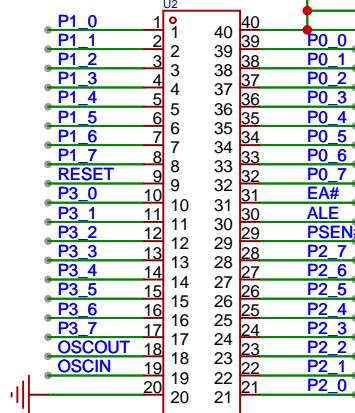 U2
P1_0 1 1 40 40
P1_1 2 2 39 39 P0_0
P1_2 3 3 38 38 P0_1
P1_3 4 4 37 37 P0_2
P1_4 5 5 36 36 P0_3
P1_5 6 6 35 35 P0_4
P1_6 7 7 34 34 P0_5
P1_7 8 8 33 33 P0_6
RESET 9 9 32 32 P0_7
P3_0 10 10 31 31 EA#
P3_1 11 11 30 30 ALE
P3_2 12 12 29 29 PSEN#
P3_3 13 13 28 28 P2_7
P3_4 14 14 27 27 P2_6
P3_5 15 15 26 26 P2_5
P3_6 16 16 25 25 P2_4
P3_7 17 17 24 24 P2_3
OSCOUT 18 18 23 23 P2_2
OSCIN 19 19 22 22 P2_1
20 20 21 21 P2_0